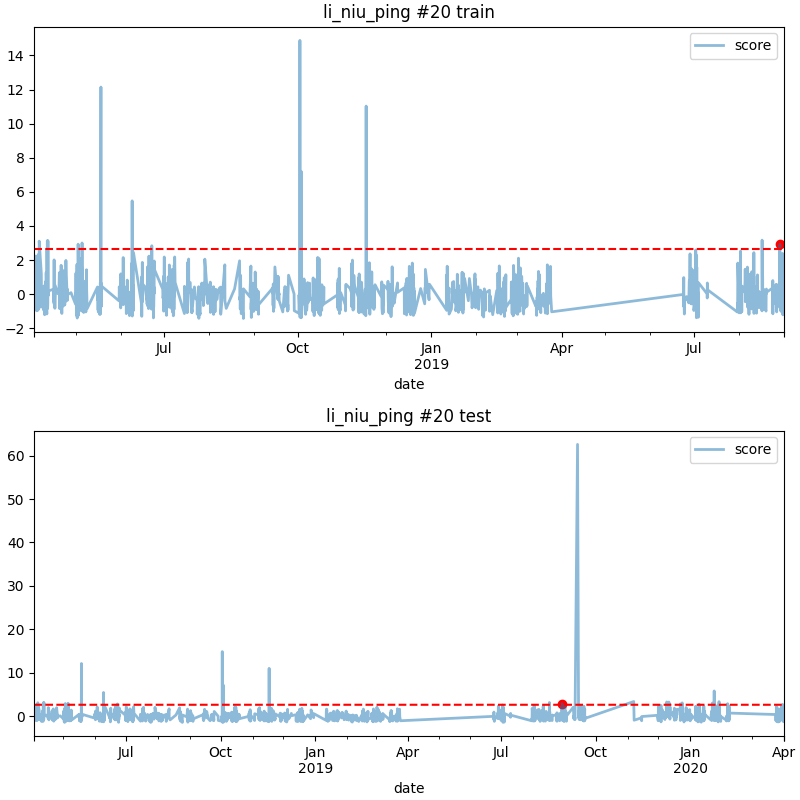 li_niu_ping #20 train
score
14
12
10
8
6
4
2
0
−2
Jul
Oct
Jan
2019
Apr
Jul
date
li_niu_ping #20 test
score
60
50
40
30
20
10
0
Jul
Oct
Jan
2019
Apr
Jul
Oct
Jan
2020
Apr
date